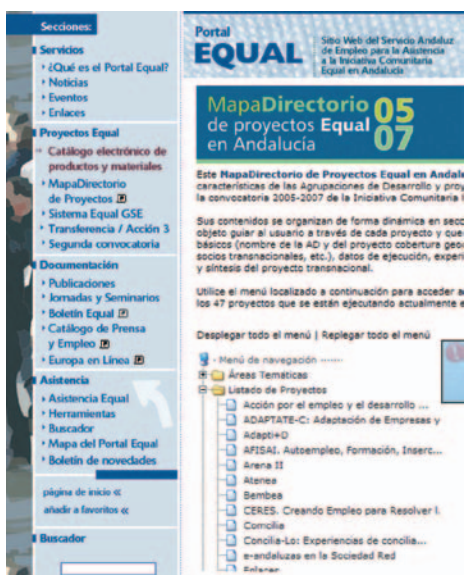 Secciones:
Servicios
¿Qué es el Portal Equal?
Noticias
Eventos
Enlaces
Proyectos Equal
Catálogo electrónico de
productos y materiales
MapaDirectorio
de Proyectos
Sistema Equal GSE
Transferencia / Acción 3
Segunda convocatoria
Documentación
Publicaciones
Jornadas y Seminarios
Boletín Equal
Catálogo de Prensa
y Empleo
Europa en Línea
Asistencia
Asistencia Equal
Herramientas
Buscador
Mapa del Portal Equal
Boletín de novedades
página de inicio «
añadir a favoritos «
Buscador
Portal
EQUAL
Sitio Web del Servicio Andaluz
de Empleo para la Asistencia
a la Iniciativa Comunitaria
Equal en Andalucía
MapaDirectorio 05
de proyectos Equal 07
en Andalucía
Este MapaDirectorio de Proyectos Equal en Andal
características de las Agrupaciones de Desarrollo y proy
la convocatoria 2005-2007 de la Iniciativa Comunitaria
Sus contenidos se organizan de forma dinámica en secc
objeto guiar al usuario a través de cada proyecto y que
básicos (nombre de la AD y del proyecto cobertura geo
socios transnacionales, etc.), datos de ejecución, experi
y síntesis del proyecto transnacional.
Utilice el menú localizado a continuación para acceder a
los 47 proyectos que se están ejecutando actualmente e
Desplegar todo el menú | Replegar todo el menú
- Menú de navegación ------
Áreas Temáticas
Listado de Proyectos
Acción por el empleo y el desarrollo ...
ADAPTATE-C: Adaptación de Empresas y
Adapti+D
AFISAI. Autoempleo, Formación, Inserc...
Arena II
Atenea
Bembea
CERES. Creando Empleo para Resolver l.
Comcilia
Concilia-Lo: Experiencias de concilia...
e-andaluzas en la Sociedad Red
Enlaces